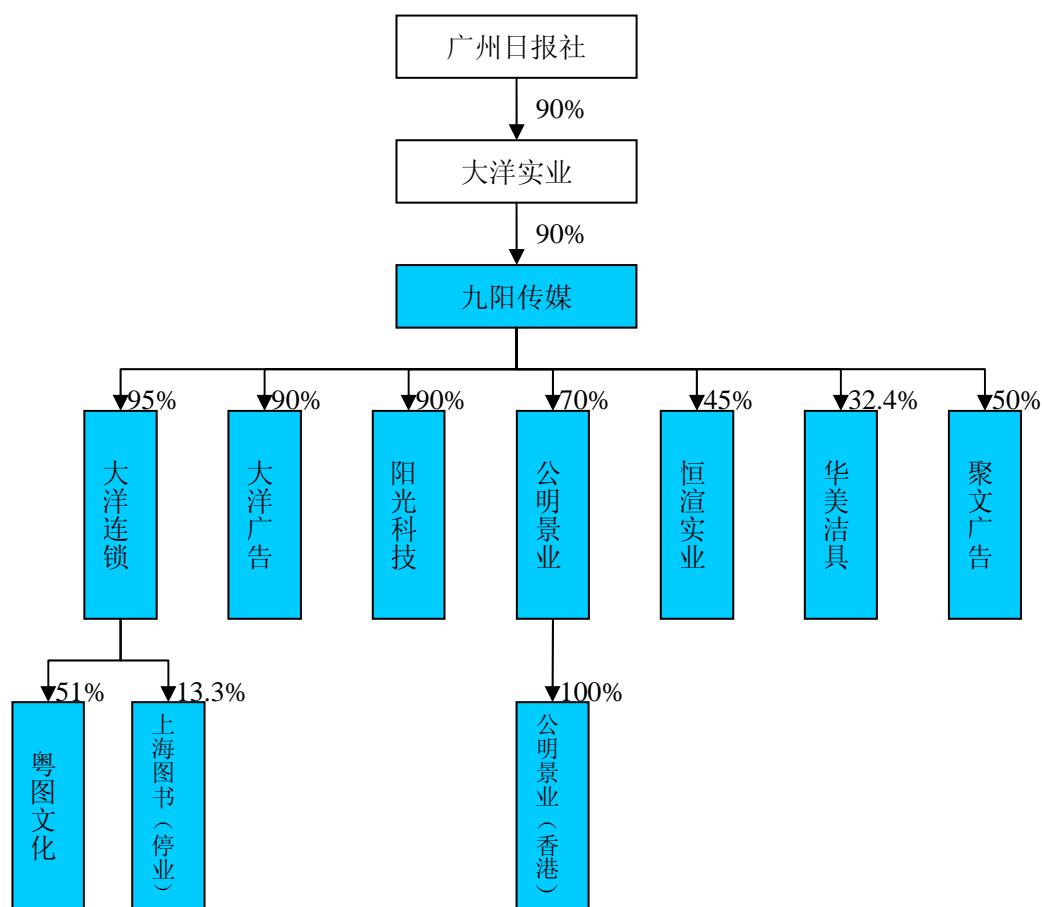 广州日报社
90%
大洋实业
90%
九阳传媒
95%
90%
90%
70%
45%
32.4%
50%
大洋连锁
大洋广告
阳光科技
公明景业
恒渲实业
华美洁具
聚文广告
51%
13.3%
100%
粤图文化
上海图书（停业）
公明景业（香港）